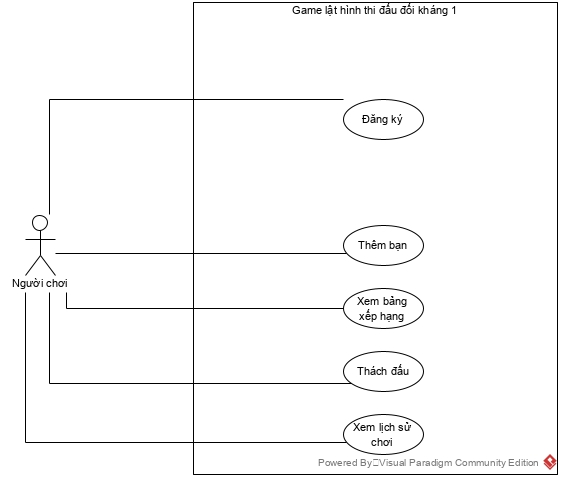 Game lật hình thi đấu đối kháng 1
Đăng ký
Thêm bạn
Người chơi
Xem bảng
xếp hạng
Thách đấu
Xem lịch sử
chơi
Powered By□Visual Paradigm Community Edition